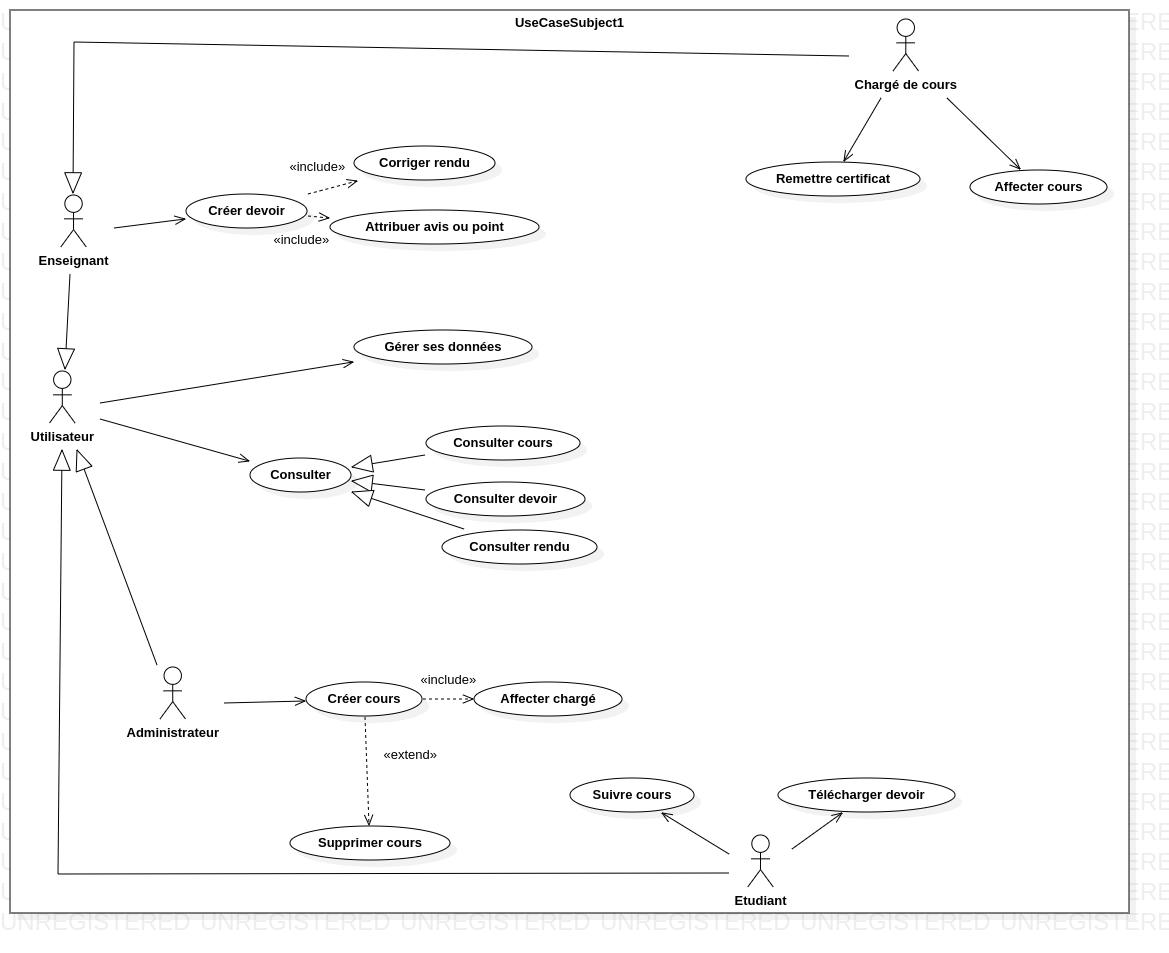 UseCaseSubject1
Chargé de cours
«include»
Corriger rendu
Remettre certificat
Affecter cours
Créer devoir
Attribuer avis ou point
«include»
Enseignant
Gérer ses données
Utilisateur
Consulter cours
Consulter
Consulter devoir
Consulter rendu
«include»
Créer cours
Affecter chargé
Administrateur
«extend»
Suivre cours
Télécharger devoir
Supprimer cours
Etudiant
UNREGISTERED UNREGISTERED UNREGISTERED UNREGISTERED UNREGISTERED UNREGISTERE